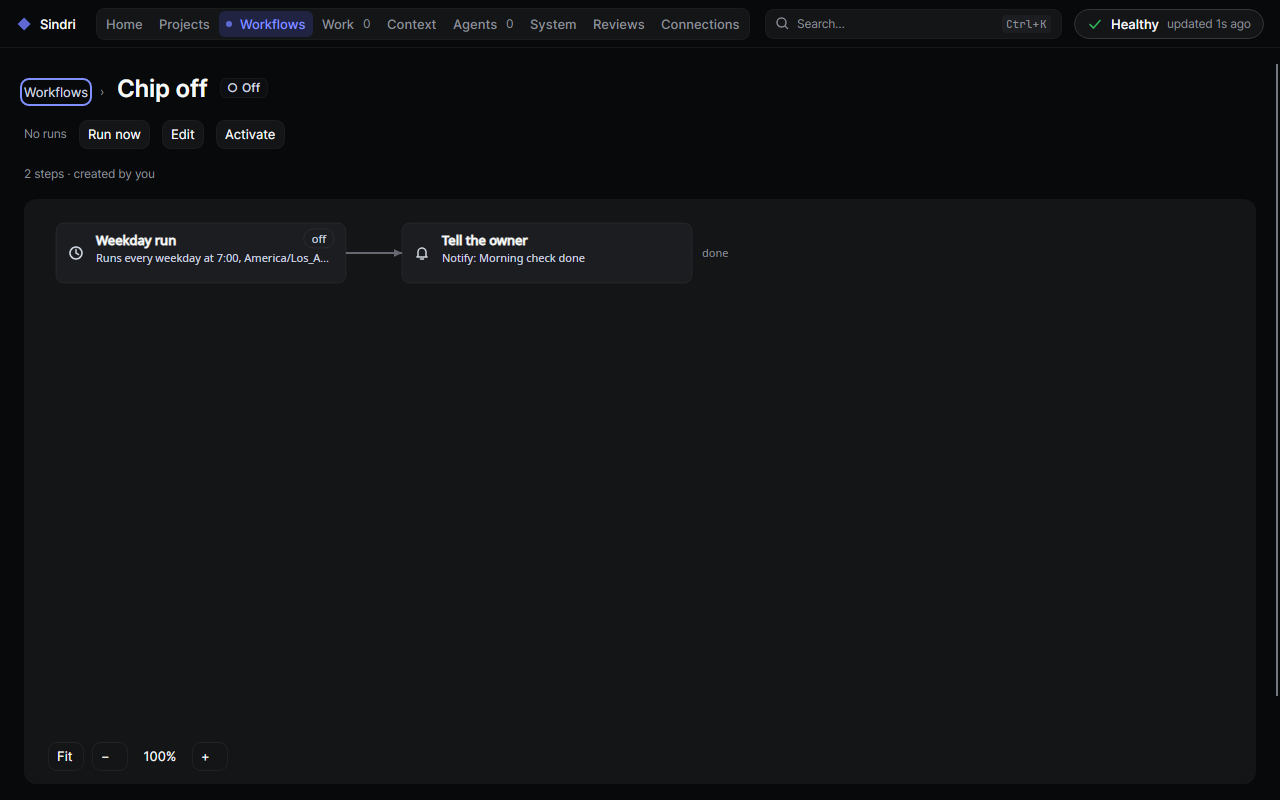 Sindri
Home Projects Workflows Work 0 Context Agents 0 System Reviews Connections
Search... Ctrl+K
Healthy updated 1s ago
Workflows › Chip off Off
No runs Run now Edit Activate
2 steps · created by you
Weekday run off
Runs every weekday at 7:00, America/Los_A...
Tell the owner
Notify: Morning check done
done
Fit − 100% +